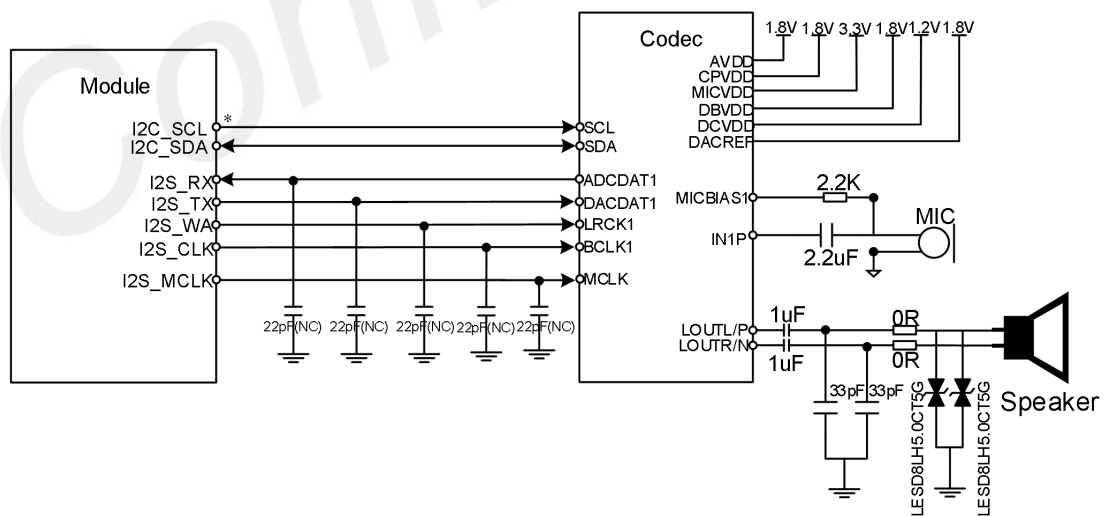 Com
Module
I2C_SCL
*
I2C_SDA
I2S_RX
I2S_TX
I2S_WA
I2S_CLK
I2S_MCLK
22pF(NC) 22pF(NC) 22pF(NC) 22pF(NC) 22pF(NC)
Codec
SCL
SDA
ADCDAT1
DACDAT1
LRCK1
BCLK1
MCLK
AVDD
CPVDD
MICVDD
DBVDD
DCVDD
DACREF
MICBIAS1
IN1P
LOUTL/P
LOUTR/N
1.8V 1.8V 3.3V 1.8V 1.2V 1.8V
2.2K
2.2uF
MIC
1uF
1uF
0R
0R
33pF 33pF
LESD8LH5.0CT5G
LESD8LH5.0CT5G
Speaker